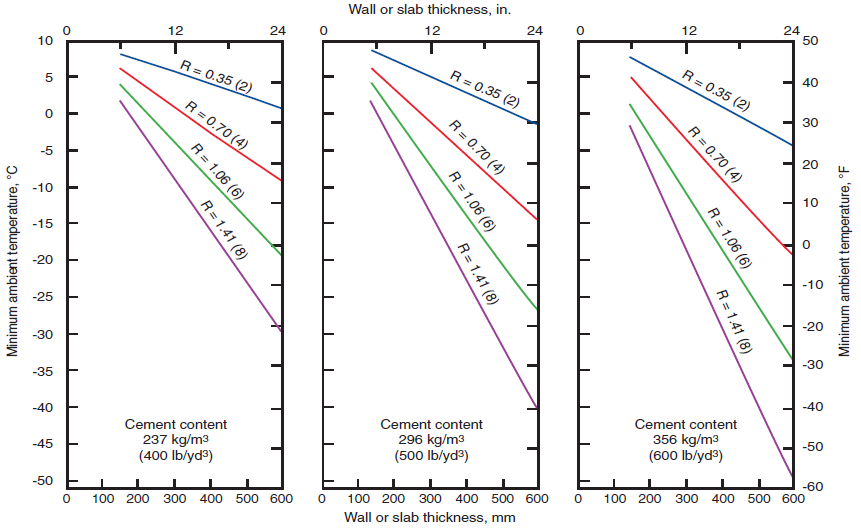 Wall or slab thickness, in.
0 12 24 0 12 24 0 12 24
10 50
5 40
0 30
-5 20
-10 10
-15 0
-20 -10
-25 -20
-30 -30
-35 -40
-40 -50
-45 -60
-50
Minimum ambient temperature, °C
R = 0.35 (2)
R = 0.70 (4)
R = 1.06 (6)
R = 1.41 (8)
Cement content
237 kg/m³
(400 lb/yd³)
R = 0.35 (2)
R = 0.70 (4)
R = 1.06 (6)
R = 1.41 (8)
Cement content
296 kg/m³
(500 lb/yd³)
R = 0.35 (2)
R = 0.70 (4)
R = 1.06 (6)
R = 1.41 (8)
Cement content
356 kg/m³
(600 lb/yd³)
Minimum ambient temperature, °F
0 100 200 300 400 500 600 0 100 200 300 400 500 600 0 100 200 300 400 500 600
Wall or slab thickness, mm